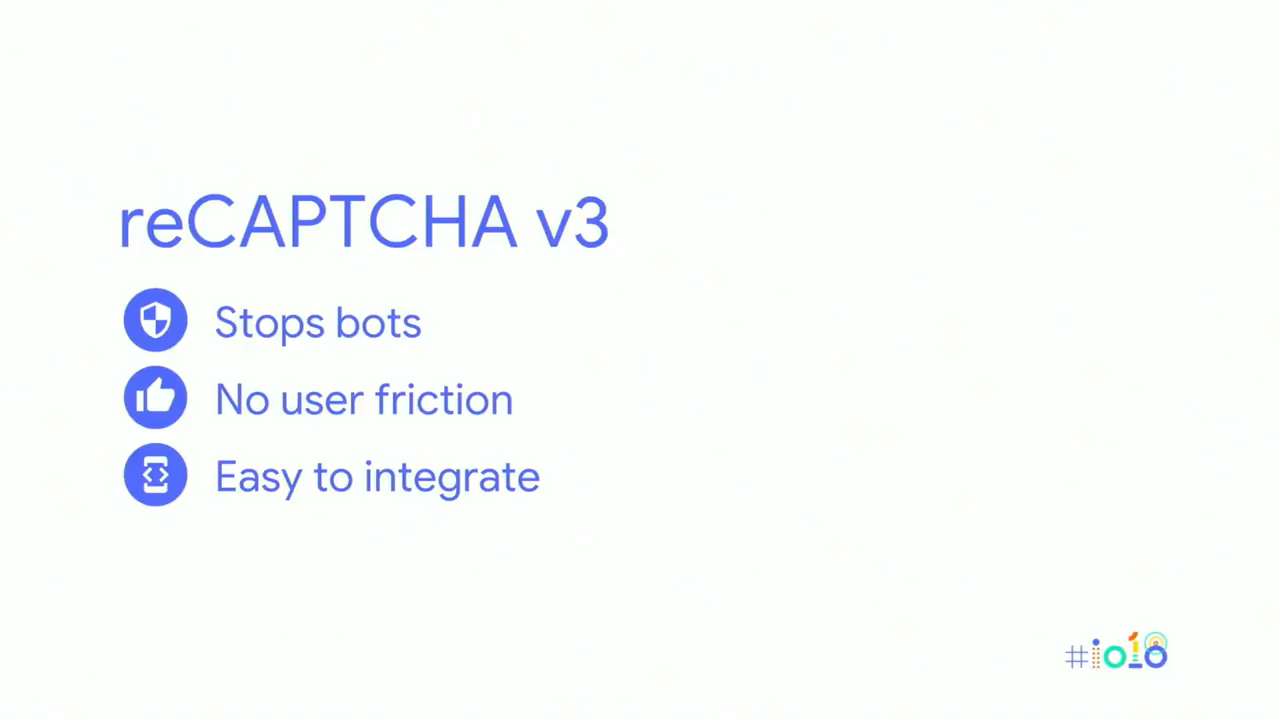 reCAPTCHA v3
Stops bots
No user friction
Easy to integrate
#io18